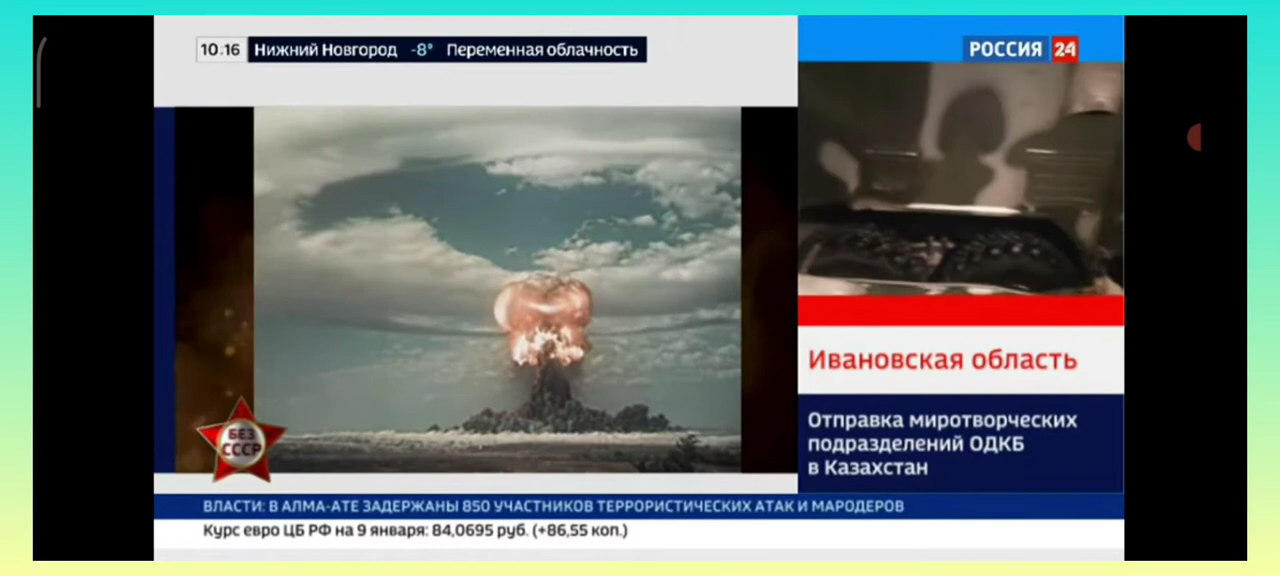 10:16 Нижний Новгород -8° Переменная облачность
РОССИЯ 24
Ивановская область
Отправка миротворческих
подразделений ОДКБ
в Казахстан
БЕЗ
СССР
ВЛАСТИ: В АЛМА-АТЕ ЗАДЕРЖАНЫ 850 УЧАСТНИКОВ ТЕРРОРИСТИЧЕСКИХ АТАК И МАРОДЕРОВ
Курс евро ЦБ РФ на 9 января: 84,0695 руб. (+86,55 коп.)